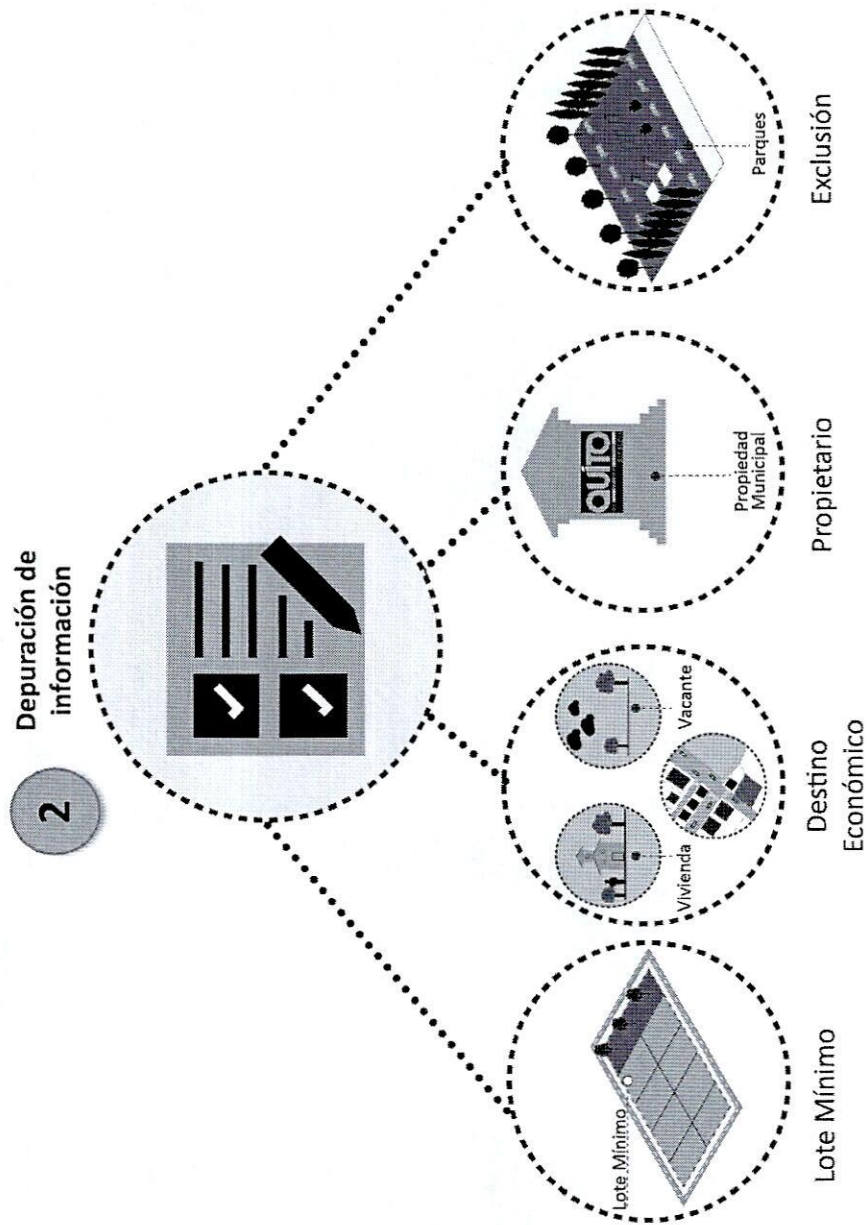 2
Depuración de
información
Lote Mínimo
Lote Mínimo
Vivienda
Vacante
Destino
Económico
QUITO
Propiedad
Municipal
Propietario
Parques
Exclusión